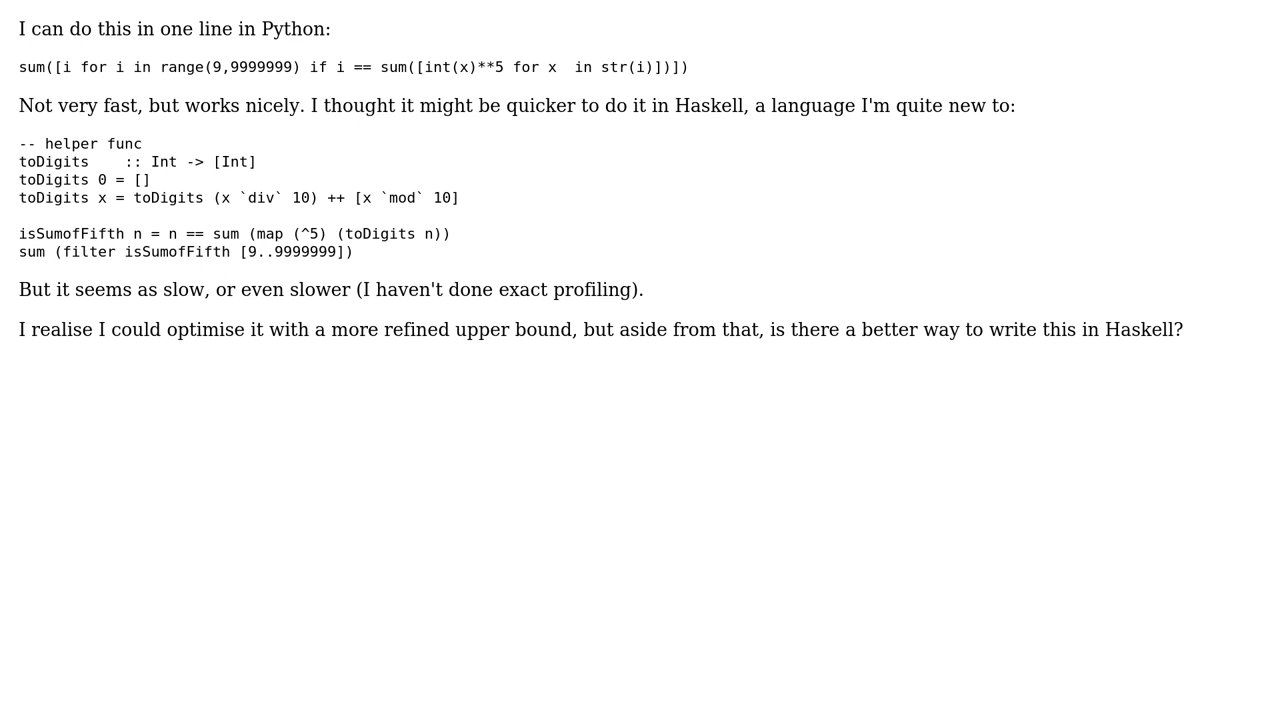 I can do this in one line in Python:
sum([i for i in range(9,9999999) if i == sum([int(x)**5 for x  in str(i)])])
Not very fast, but works nicely. I thought it might be quicker to do it in Haskell, a language I'm quite new to:
-- helper func
toDigits    :: Int -> [Int]
toDigits 0 = []
toDigits x = toDigits (x `div` 10) ++ [x `mod` 10]
isSumofFifth n = n == sum (map (^5) (toDigits n))
sum (filter isSumofFifth [9..9999999])
But it seems as slow, or even slower (I haven't done exact profiling).
I realise I could optimise it with a more refined upper bound, but aside from that, is there a better way to write this in Haskell?